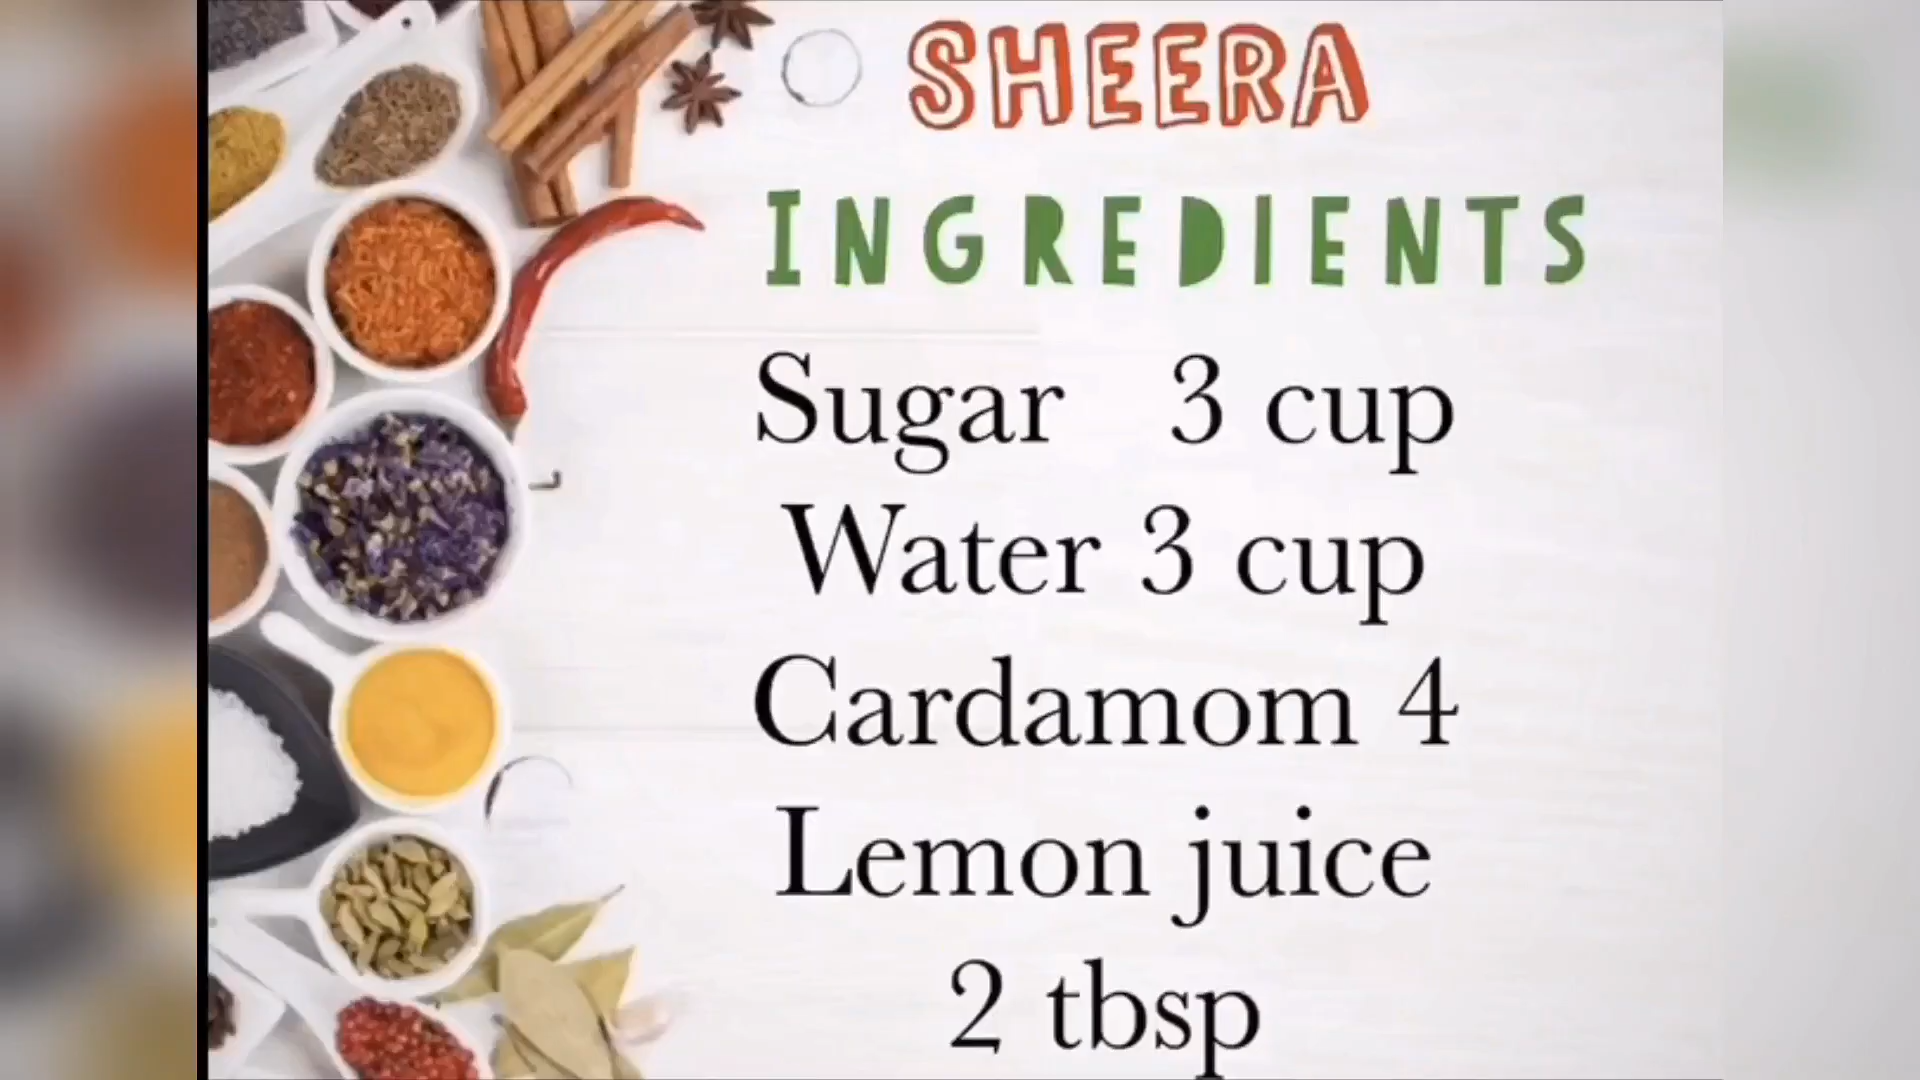 SHEERA
INGREDIENTS
Sugar 3 cup
Water 3 cup
Cardamom 4
Lemon juice
2 tbsp